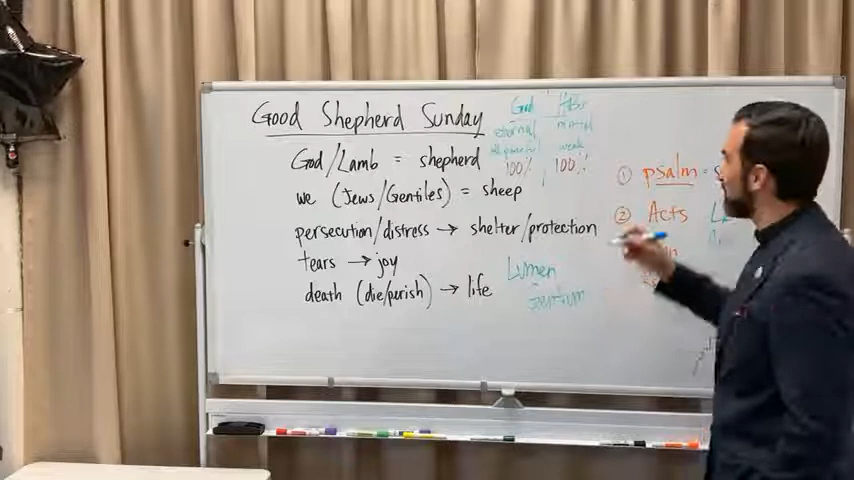 Good Shepherd Sunday
God/Lamb = shepherd
we (Jews/Gentiles) = sheep
persecution/distress → shelter/protection
tears → joy
death (die/perish) → life
God
eternal mortal
all powerful weak
100% 100%
Lumen
gentium
① psalm =
② Acts